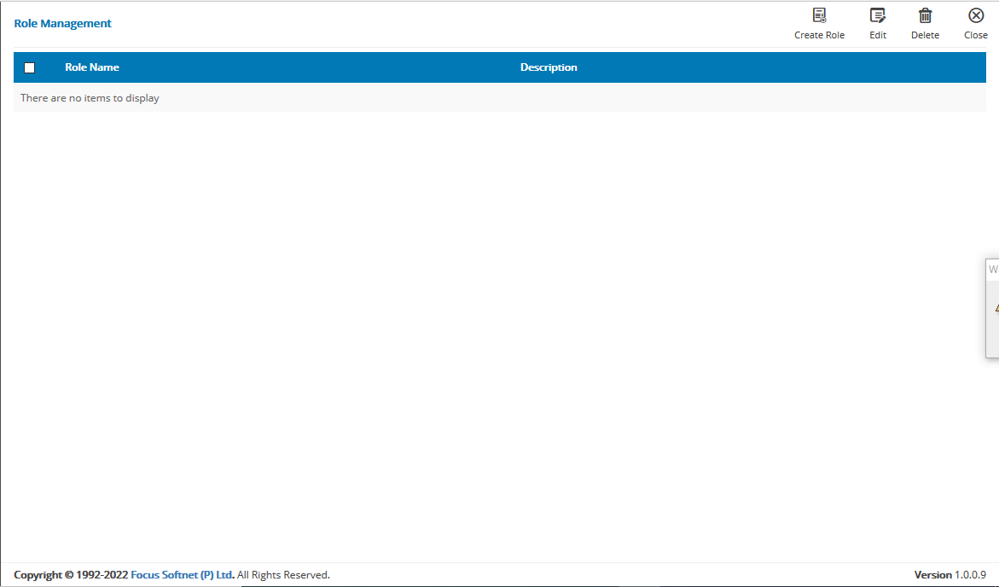 Role Management
Create Role
Edit
Delete
Close
Role Name Description
There are no items to display
W
Copyright © 1992-2022 Focus Softnet (P) Ltd. All Rights Reserved.
Version 1.0.0.9